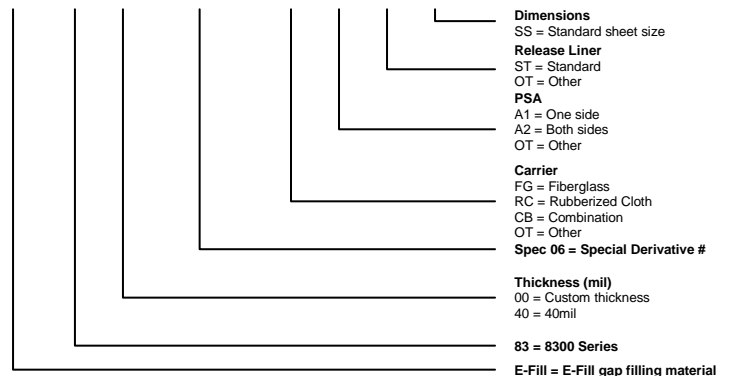 Dimensions
SS = Standard sheet size
Release Liner
ST = Standard
OT = Other
PSA
A1 = One side
A2 = Both sides
OT = Other
Carrier
FG = Fiberglass
RC = Rubberized Cloth
CB = Combination
OT = Other
Spec 06 = Special Derivative #
Thickness (mil)
00 = Custom thickness
40 = 40mil
83 = 8300 Series
E-Fill = E-Fill gap filling material